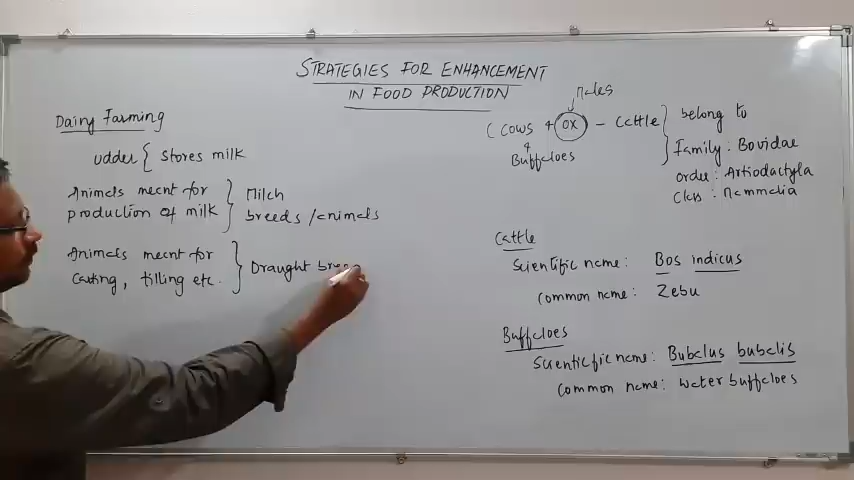 STRATEGIES FOR ENHANCEMENT
IN FOOD PRODUCTION
Dairy Farming
udder { stores milk
Animals meant for
production of milk } Milch
breeds/animals
Animals meant for
carting, tilling etc. } Draught
males
(cows + ox - cattle } belong to
&
Buffaloes
Family: Bovidae
order: Artiodactyla
class: Mammalia
Cattle
Scientific name: Bos indicus
common name: Zebu
Buffaloes
scientific name: Bubalus bubalis
common name: water buffaloes